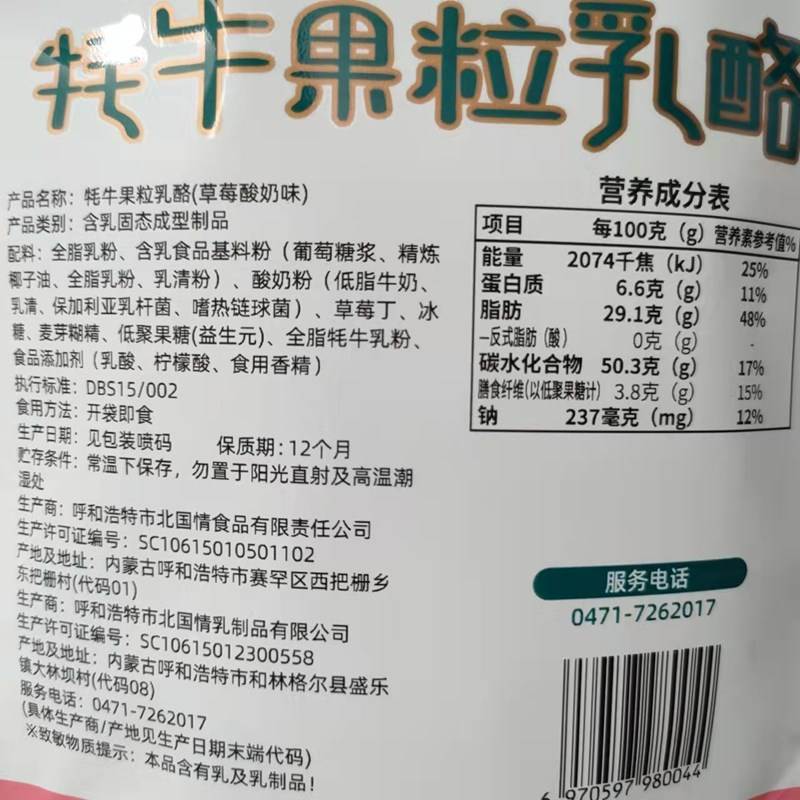 牦牛果粒乳酪
产品名称：牦牛果粒乳酪(草莓酸奶味)
产品类别：含乳固态成型制品
配料：全脂乳粉、含乳食品基料粉（葡萄糖浆、精炼
椰子油、全脂乳粉、乳清粉）、酸奶粉（低脂牛奶、
乳清、保加利亚乳杆菌、嗜热链球菌）、草莓丁、冰
糖、麦芽糊精、低聚果糖(益生元)、全脂牦牛乳粉、
食品添加剂（乳酸、柠檬酸、食用香精）
执行标准：DBS15/002
食用方法：开袋即食
生产日期：见包装喷码 保质期:12个月
贮存条件：常温下保存，勿置于阳光直射及高温潮
湿处
生产商：呼和浩特市北国情食品有限责任公司
生产许可证编号：SC10615010501102
产地及地址：内蒙古呼和浩特市赛罕区西把栅乡
东把栅村(代码01)
生产商：呼和浩特市北国情乳制品有限公司
生产许可证编号：SC10615012300558
产地及地址：内蒙古呼和浩特市和林格尔县盛乐
镇大林坝村(代码08)
服务电话：0471-7262017
(具体生产商/产地见生产日期末端代码)
※致敏物质提示：本品含有乳及乳制品！
营养成分表
项目 每100克（g） 营养素参考值%
能量 2074千焦（kJ） 25%
蛋白质 6.6克（g） 11%
脂肪 29.1克（g） 48%
—反式脂肪（酸） 0克（g） -
碳水化合物 50.3克（g） 17%
膳食纤维(以低聚果糖计) 3.8克（g） 15%
钠 237毫克（mg） 12%
服务电话
0471-7262017
6 970597 980044